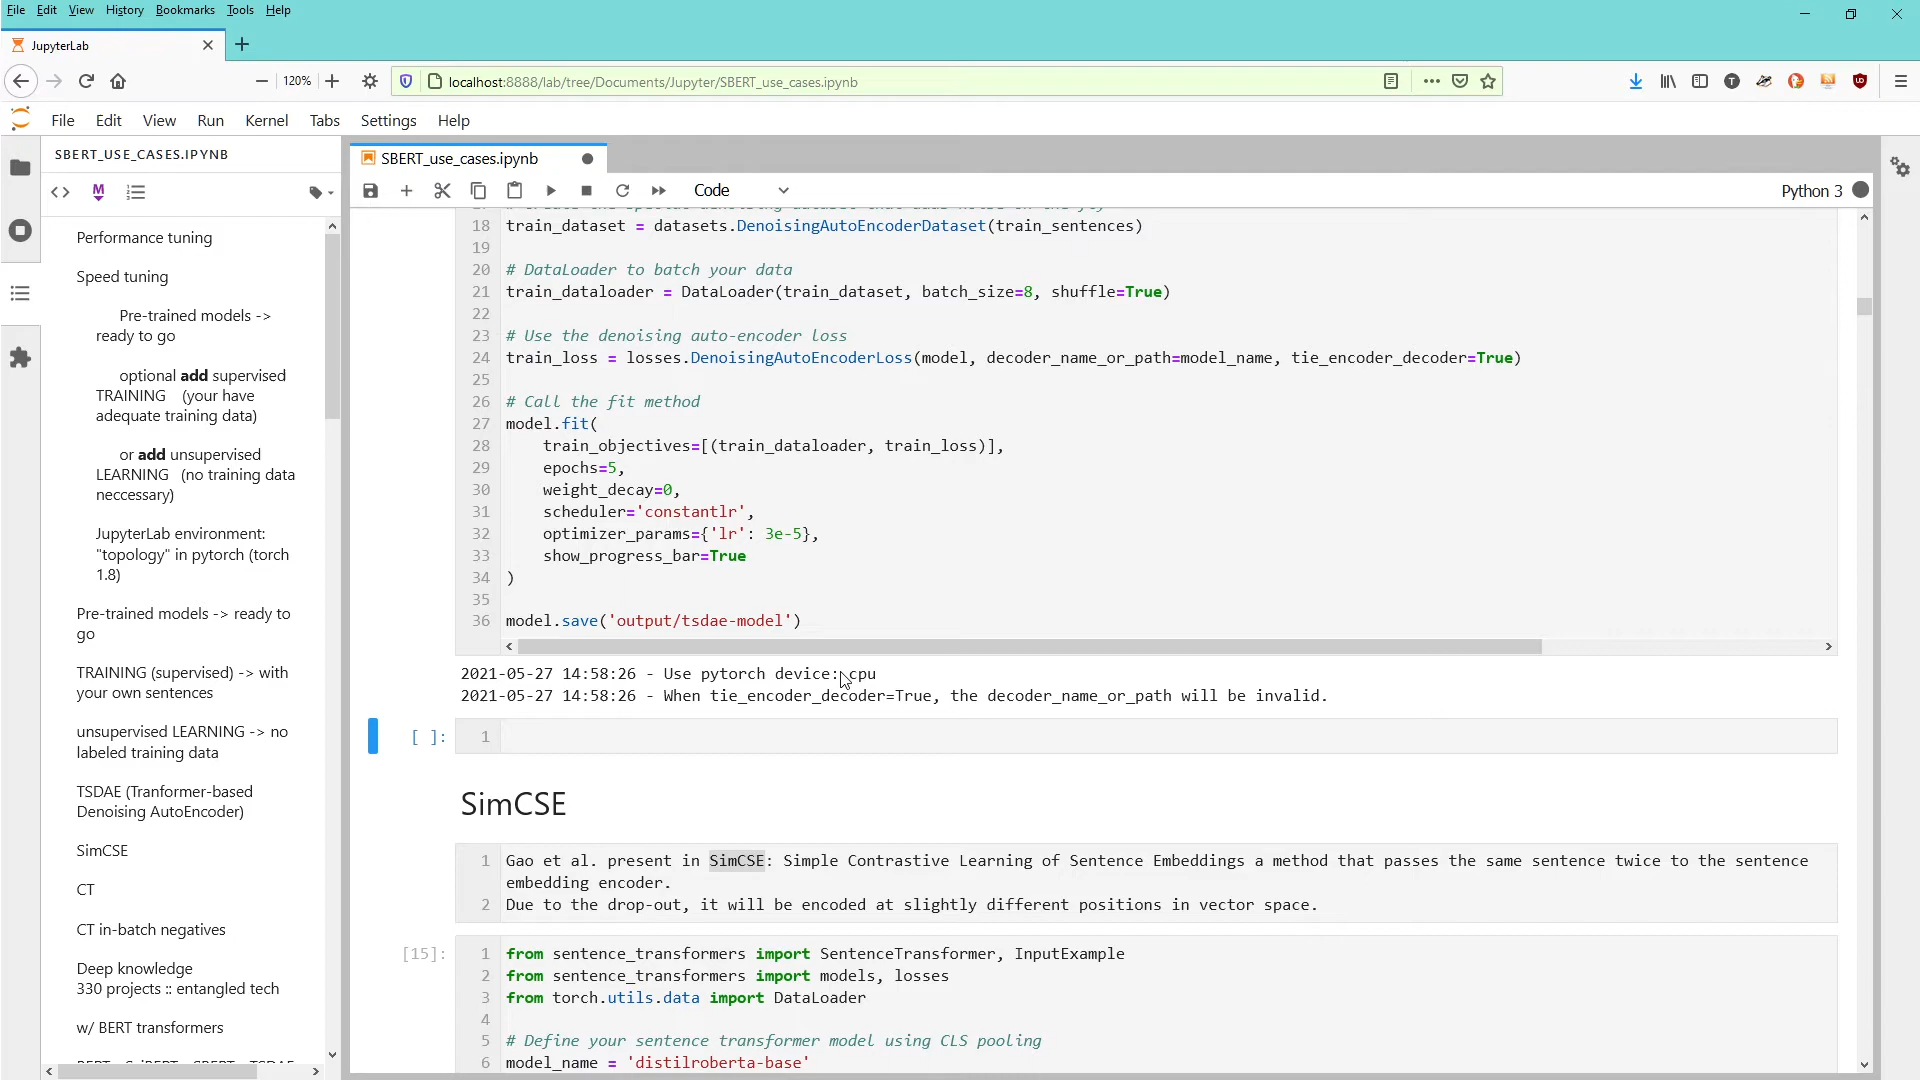 File Edit View History Bookmarks Tools Help
JupyterLab
120%
localhost:8888/lab/tree/Documents/Jupyter/SBERT_use_cases.ipynb
File Edit View Run Kernel Tabs Settings Help
SBERT_USE_CASES.IPYNB
Performance tuning
Speed tuning
Pre-trained models ->
ready to go
optional add supervised
TRAINING (your have
adequate training data)
or add unsupervised
LEARNING (no training data
neccessary)
JupyterLab environment:
"topology" in pytorch (torch
1.8)
Pre-trained models -> ready to
go
TRAINING (supervised) -> with
your own sentences
unsupervised LEARNING -> no
labeled training data
TSDAE (Tranformer-based
Denoising AutoEncoder)
SimCSE
CT
CT in-batch negatives
Deep knowledge
330 projects :: entangled tech
w/ BERT transformers
SBERT_use_cases.ipynb
Code
Python 3
18 train_dataset = datasets.DenoisingAutoEncoderDataset(train_sentences)
19
20 # DataLoader to batch your data
21 train_dataloader = DataLoader(train_dataset, batch_size=8, shuffle=True)
22
23 # Use the denoising auto-encoder loss
24 train_loss = losses.DenoisingAutoEncoderLoss(model, decoder_name_or_path=model_name, tie_encoder_decoder=True)
25
26 # Call the fit method
27 model.fit(
28 train_objectives=[(train_dataloader, train_loss)],
29 epochs=5,
30 weight_decay=0,
31 scheduler='constantlr',
32 optimizer_params={'lr': 3e-5},
33 show_progress_bar=True
34 )
35
36 model.save('output/tsdae-model')
2021-05-27 14:58:26 - Use pytorch device: cpu
2021-05-27 14:58:26 - When tie_encoder_decoder=True, the decoder_name_or_path will be invalid.
[ ]: 1
SimCSE
1 Gao et al. present in SimCSE: Simple Contrastive Learning of Sentence Embeddings a method that passes the same sentence twice to the sentence
embedding encoder.
2 Due to the drop-out, it will be encoded at slightly different positions in vector space.
[15]: 1 from sentence_transformers import SentenceTransformer, InputExample
2 from sentence_transformers import models, losses
3 from torch.utils.data import DataLoader
4
5 # Define your sentence transformer model using CLS pooling
6 model_name = 'distilroberta-base'